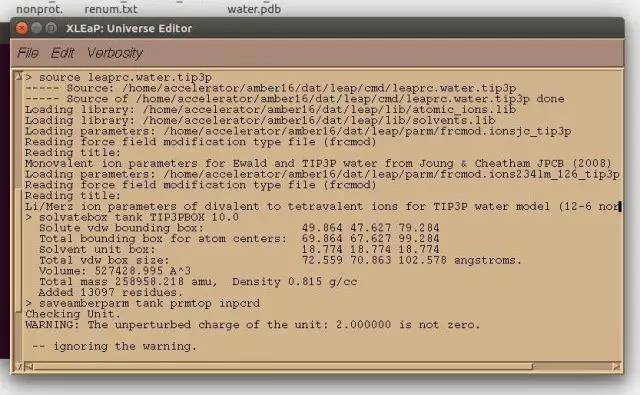 nonprot. renum.txt water.pdb
XLEaP: Universe Editor
File Edit Verbosity
> source leaprc.water.tip3p
----- Source: /home/accelerator/amber16/dat/leap/cmd/leaprc.water.tip3p
----- Source of /home/accelerator/amber16/dat/leap/cmd/leaprc.water.tip3p done
Loading library: /home/accelerator/amber16/dat/leap/lib/atomic_ions.lib
Loading library: /home/accelerator/amber16/dat/leap/lib/solvents.lib
Loading parameters: /home/accelerator/amber16/dat/leap/parm/frcmod.ionsjc_tip3p
Reading force field modification type file (frcmod)
Reading title:
Monovalent ion parameters for Ewald and TIP3P water from Joung & Cheatham JPCB (2008)
Loading parameters: /home/accelerator/amber16/dat/leap/parm/frcmod.ions234lm_126_tip3p
Reading force field modification type file (frcmod)
Reading title:
Li/Merz ion parameters of divalent to tetravalent ions for TIP3P water model (12-6 nor
> solvatebox tank TIP3PBOX 10.0
Solute vdw bounding box: 49.864 47.627 79.284
Total bounding box for atom centers: 69.864 67.627 99.284
Solvent unit box: 18.774 18.774 18.774
Total vdw box size: 72.559 70.863 102.578 angstroms.
Volume: 527428.995 A^3
Total mass 258958.218 amu, Density 0.815 g/cc
Added 13097 residues.
> saveamberparm tank prmtop inpcrd
Checking Unit.
WARNING: The unperturbed charge of the unit: 2.000000 is not zero.
-- ignoring the warning.